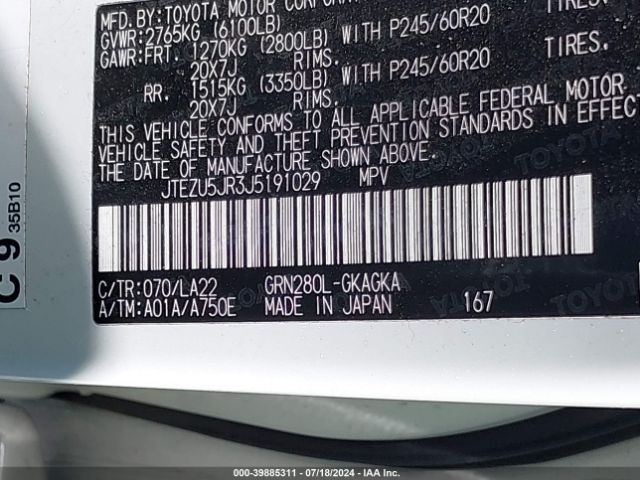 MFD.BY:TOYOTA MOTOR
GVWR:2765KG (6100LB)
GAWR:FRT. 1270KG (2800LB) WITH P245/60R20 TIRES.
20X7J RIMS.
RR. 1515KG (3350LB) WITH P245/60R20 TIRES.
20X7J RIMS.
THIS VEHICLE CONFORMS TO ALL APPLICABLE FEDERAL MOTOR
VEHICLE SAFETY AND THEFT PREVENTION STANDARDS IN EFFECT
THE DATE OF MANUFACTURE SHOWN ABOVE.
JTEZU5JR3J5191029 MPV
C/TR:070/LA22 GRN280L-GKAGKA
A/TM:A01A/A750E MADE IN JAPAN 167
C 9 35B10
000-39885311 - 07/18/2024 - IAAI.COM